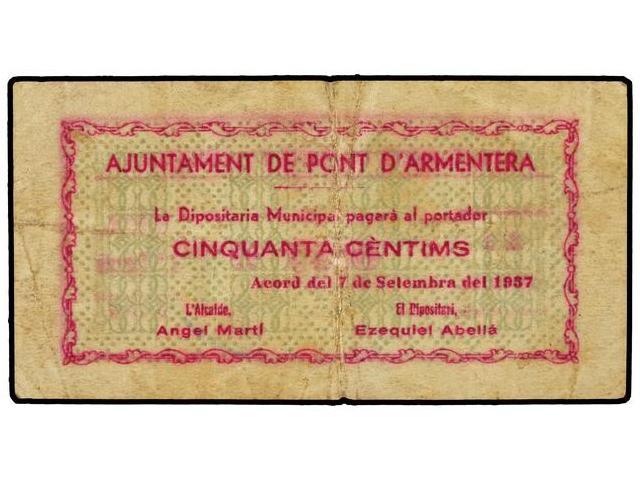 AJUNTAMENT DE PONT D'ARMENTERA
La Dipositaria Municipal pagarà al portador
CINQUANTA CÈNTIMS
Acord del 7 de Setembra del 1937
L'Alcalde, El Dipositari,
Angel Martí Ezequiel Abellà